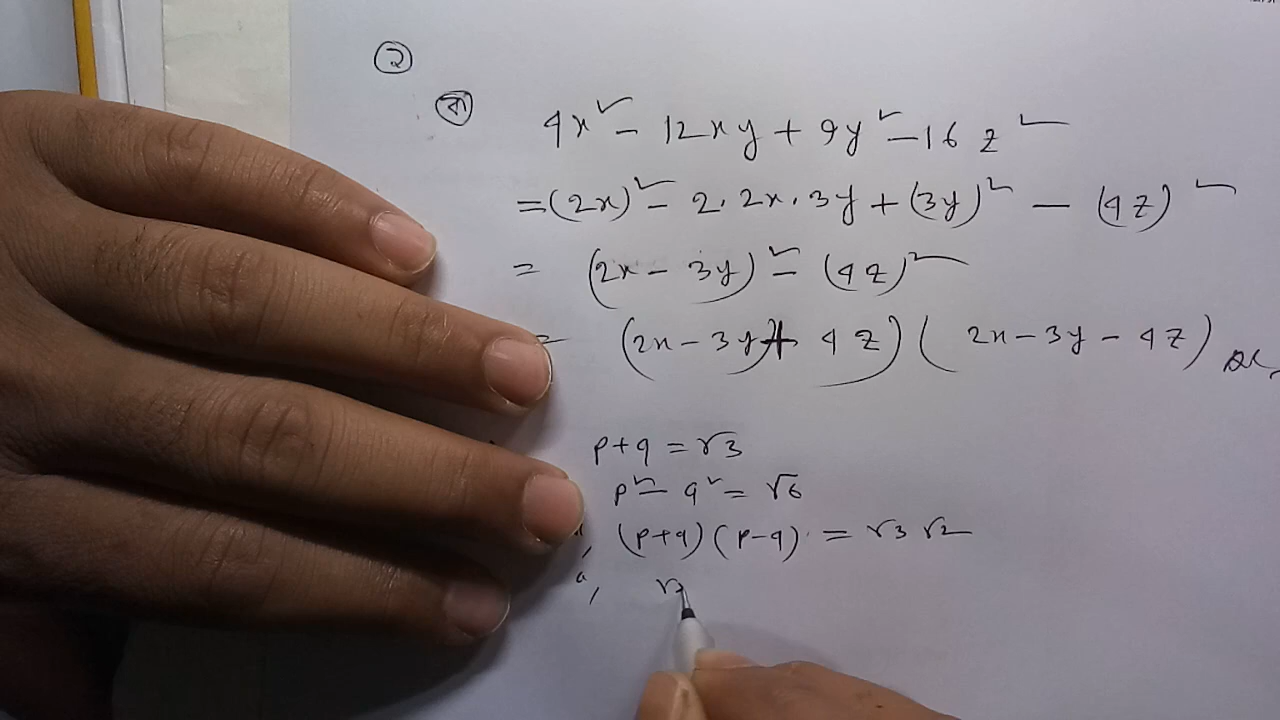 ২
ক
4x² - 12xy + 9y² - 16z²
= (2x)² - 2.2x.3y + (3y)² - (4z)²
= (2x - 3y)² - (4z)²
= (2x - 3y + 4z)(2x - 3y - 4z)
p+q = √3
p² - q² = √6
(p+q)(p-q) = √3 √2